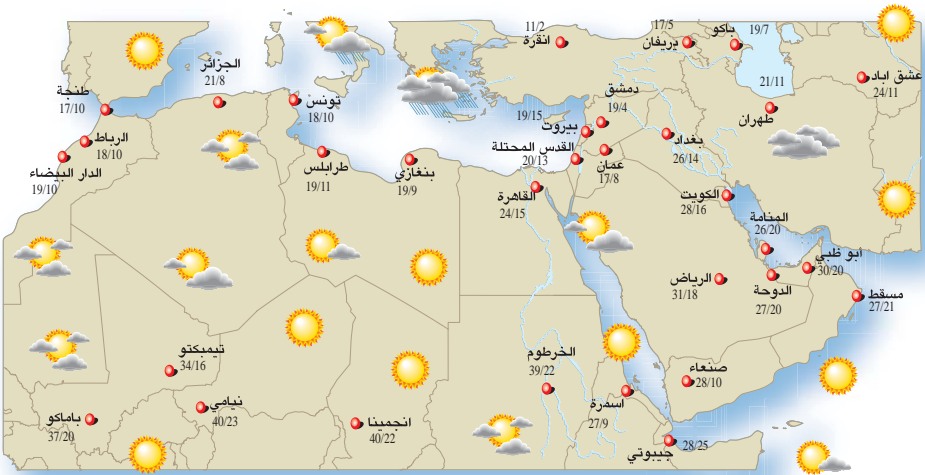 11/2
انقرة
17/5
يريفان
باكو
19/7
عشق اباد
24/11
21/11
طهران
الجزائر
21/8
تونس
18/10
طنجة
17/10
الرباط
18/10
الدار البيضاء
19/10
طرابلس
19/11
بنغازي
19/9
دمشق
19/4
19/15
بيروت
القدس المحتلة
20/13
عمان
17/8
بغداد
26/14
القاهرة
24/15
الكويت
28/16
المنامة
26/20
ابو ظبي
30/20
الرياض
31/18
الدوحة
27/20
مسقط
27/21
تيمبكتو
34/16
الخرطوم
39/22
صنعاء
28/10
اسمرة
27/9
نيامي
40/23
باماكو
37/20
انجمينا
40/22
جيبوتي
28/25